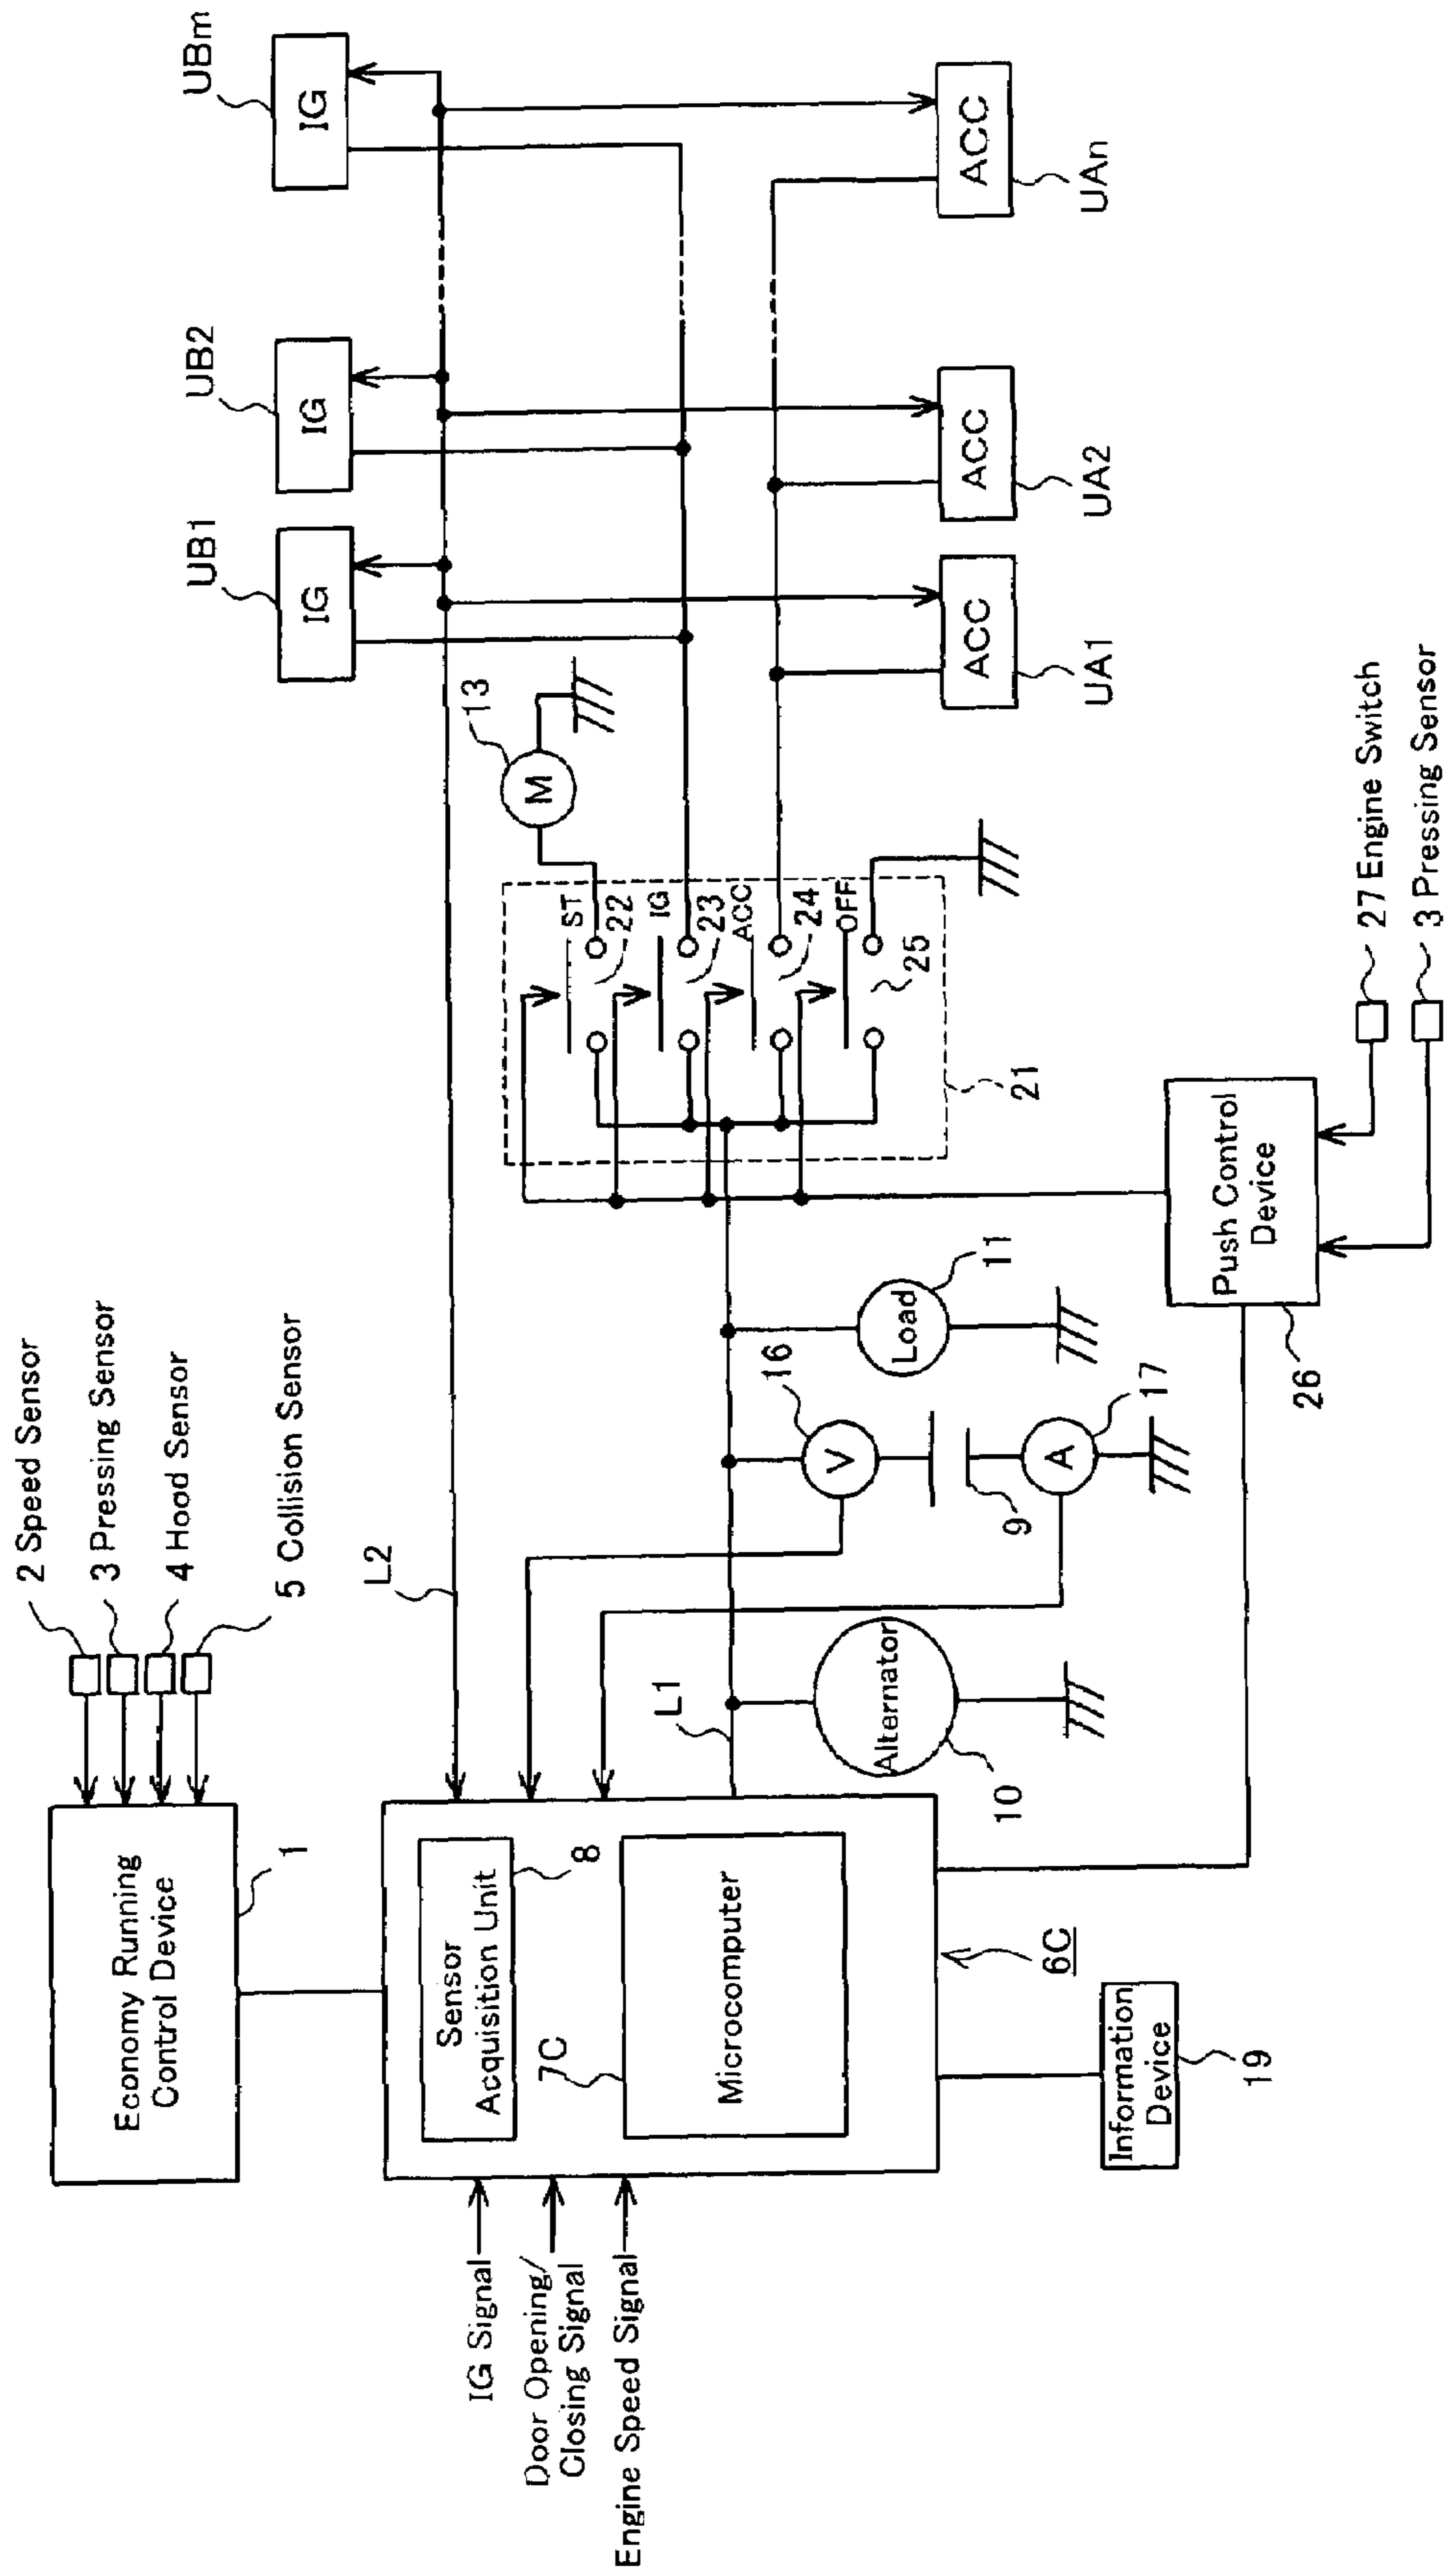 2 Speed Sensor
3 Pressing Sensor
4 Hood Sensor
5 Collision Sensor
Economy Running
Control Device
1
L2
Sensor
Acquisition Unit
8
7C
Microcomputer
6C
IG Signal
Door Opening/
Closing Signal
Engine Speed Signal
Information
Device
19
L1
Alternator
10
V
16
9
A
17
Load
11
Push Control
Device
26
27 Engine Switch
3 Pressing Sensor
21
ST
22
IG
23
ACC
24
OFF
25
M
13
UB1
IG
UB2
IG
UBm
IG
ACC
UA1
ACC
UA2
ACC
UAn